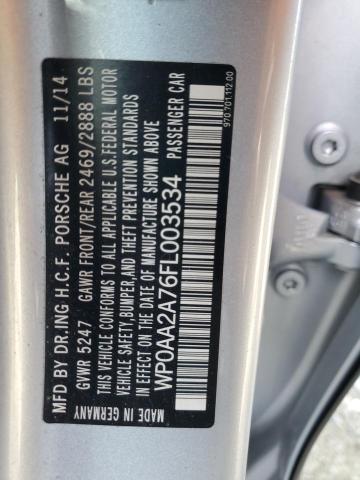 MFD BY DR.ING H.C.F. PORSCHE AG 11/14
GVWR 5247 GAWR FRONT/REAR 2469/2888 LBS
THIS VEHICLE CONFORMS TO ALL APPLICABLE U.S.FEDERAL MOTOR
VEHICLE SAFETY,BUMPER,AND THEFT PREVENTION STANDARDS
IN EFFECT ON THE DATE OF MANUFACTURE SHOWN ABOVE
WP0AA2A76FL003534 PASSENGER CAR
MADE IN GERMANY
970 701.112.00